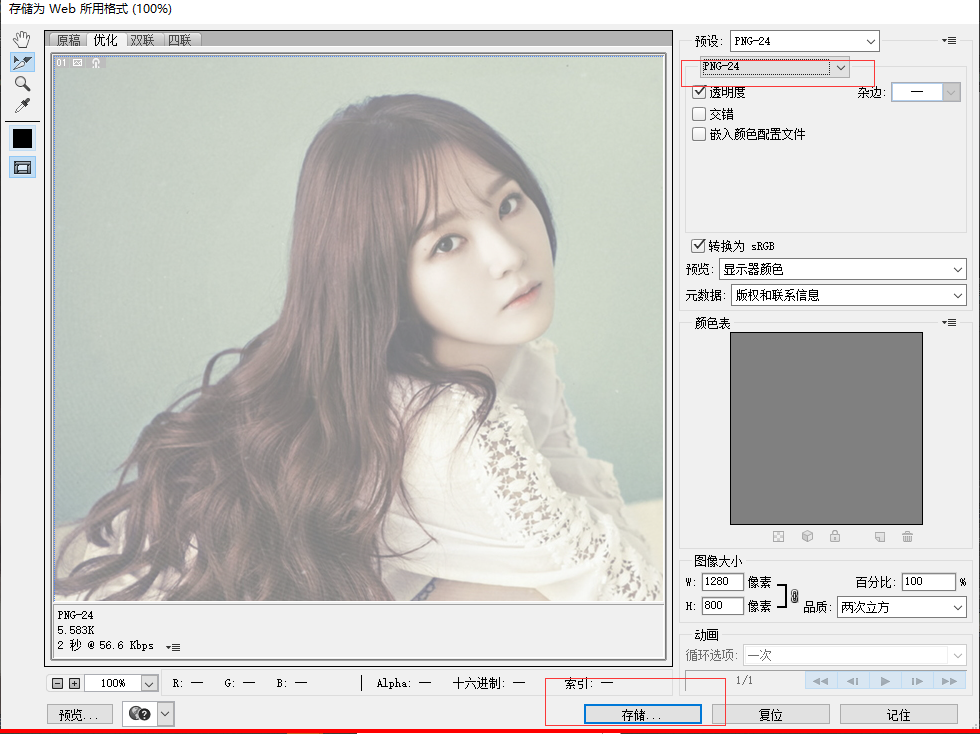 存储为 Web 所用格式 (100%)
原稿 优化 双联 四联
01
预设: PNG-24
PNG-24
透明度 杂边: 一
交错
嵌入颜色配置文件
转换为 sRGB
预览: 显示器颜色
元数据: 版权和联系信息
颜色表
图像大小
W: 1280 像素 百分比: 100 %
H: 800 像素 品质: 两次立方
动画
循环选项: 一次
1/1
PNG-24
5.583K
2 秒 @ 56.6 Kbps
100% R: -- G: -- B: -- Alpha: -- 十六进制: -- 索引: --
预览... 存储... 复位 记住